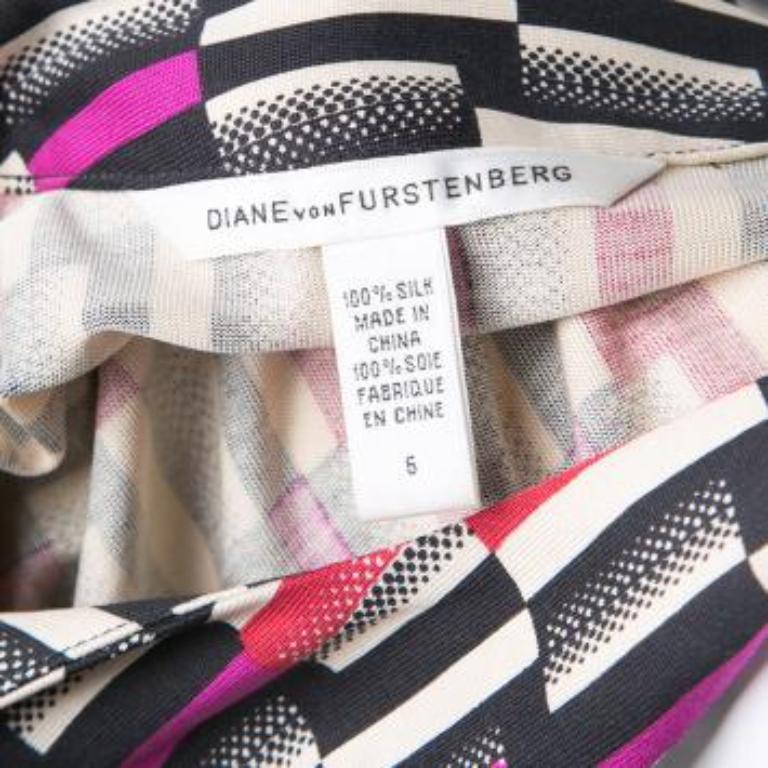 DIANE VON FURSTENBERG
100% SILK
MADE IN
CHINA
100% SOIE
FABRIQUE
EN CHINE
6